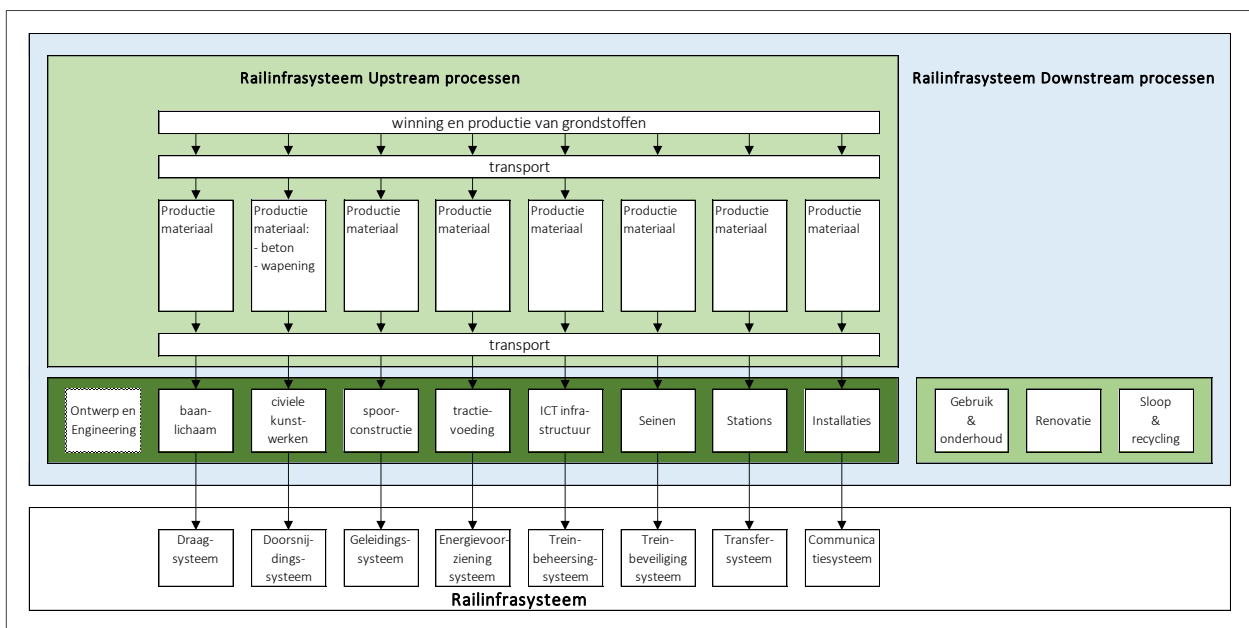 Railinfrasysteem Upstream processen
Railinfrasysteem Downstream processen
winning en productie van grondstoffen
transport
Productie
materiaal
Productie
materiaal:
- beton
- wapening
Productie
materiaal
Productie
materiaal
Productie
materiaal
Productie
materiaal
Productie
materiaal
Productie
materiaal
transport
Ontwerp en
Engineering
baan-
lichaam
civiele
kunst-
werken
spoor-
constructie
tractie-
voeding
ICT infra-
structuur
Seinen
Stations
Installaties
Gebruik
&
onderhoud
Renovatie
Sloop
&
recycling
Draag-
systeem
Doorsnij-
dings-
systeem
Geleidings-
systeem
Energievoor-
ziening
systeem
Trein-
beheersing-
systeem
Trein-
beveiliging
systeem
Transfer-
systeem
Communica
tiesysteem
Railinfrasysteem